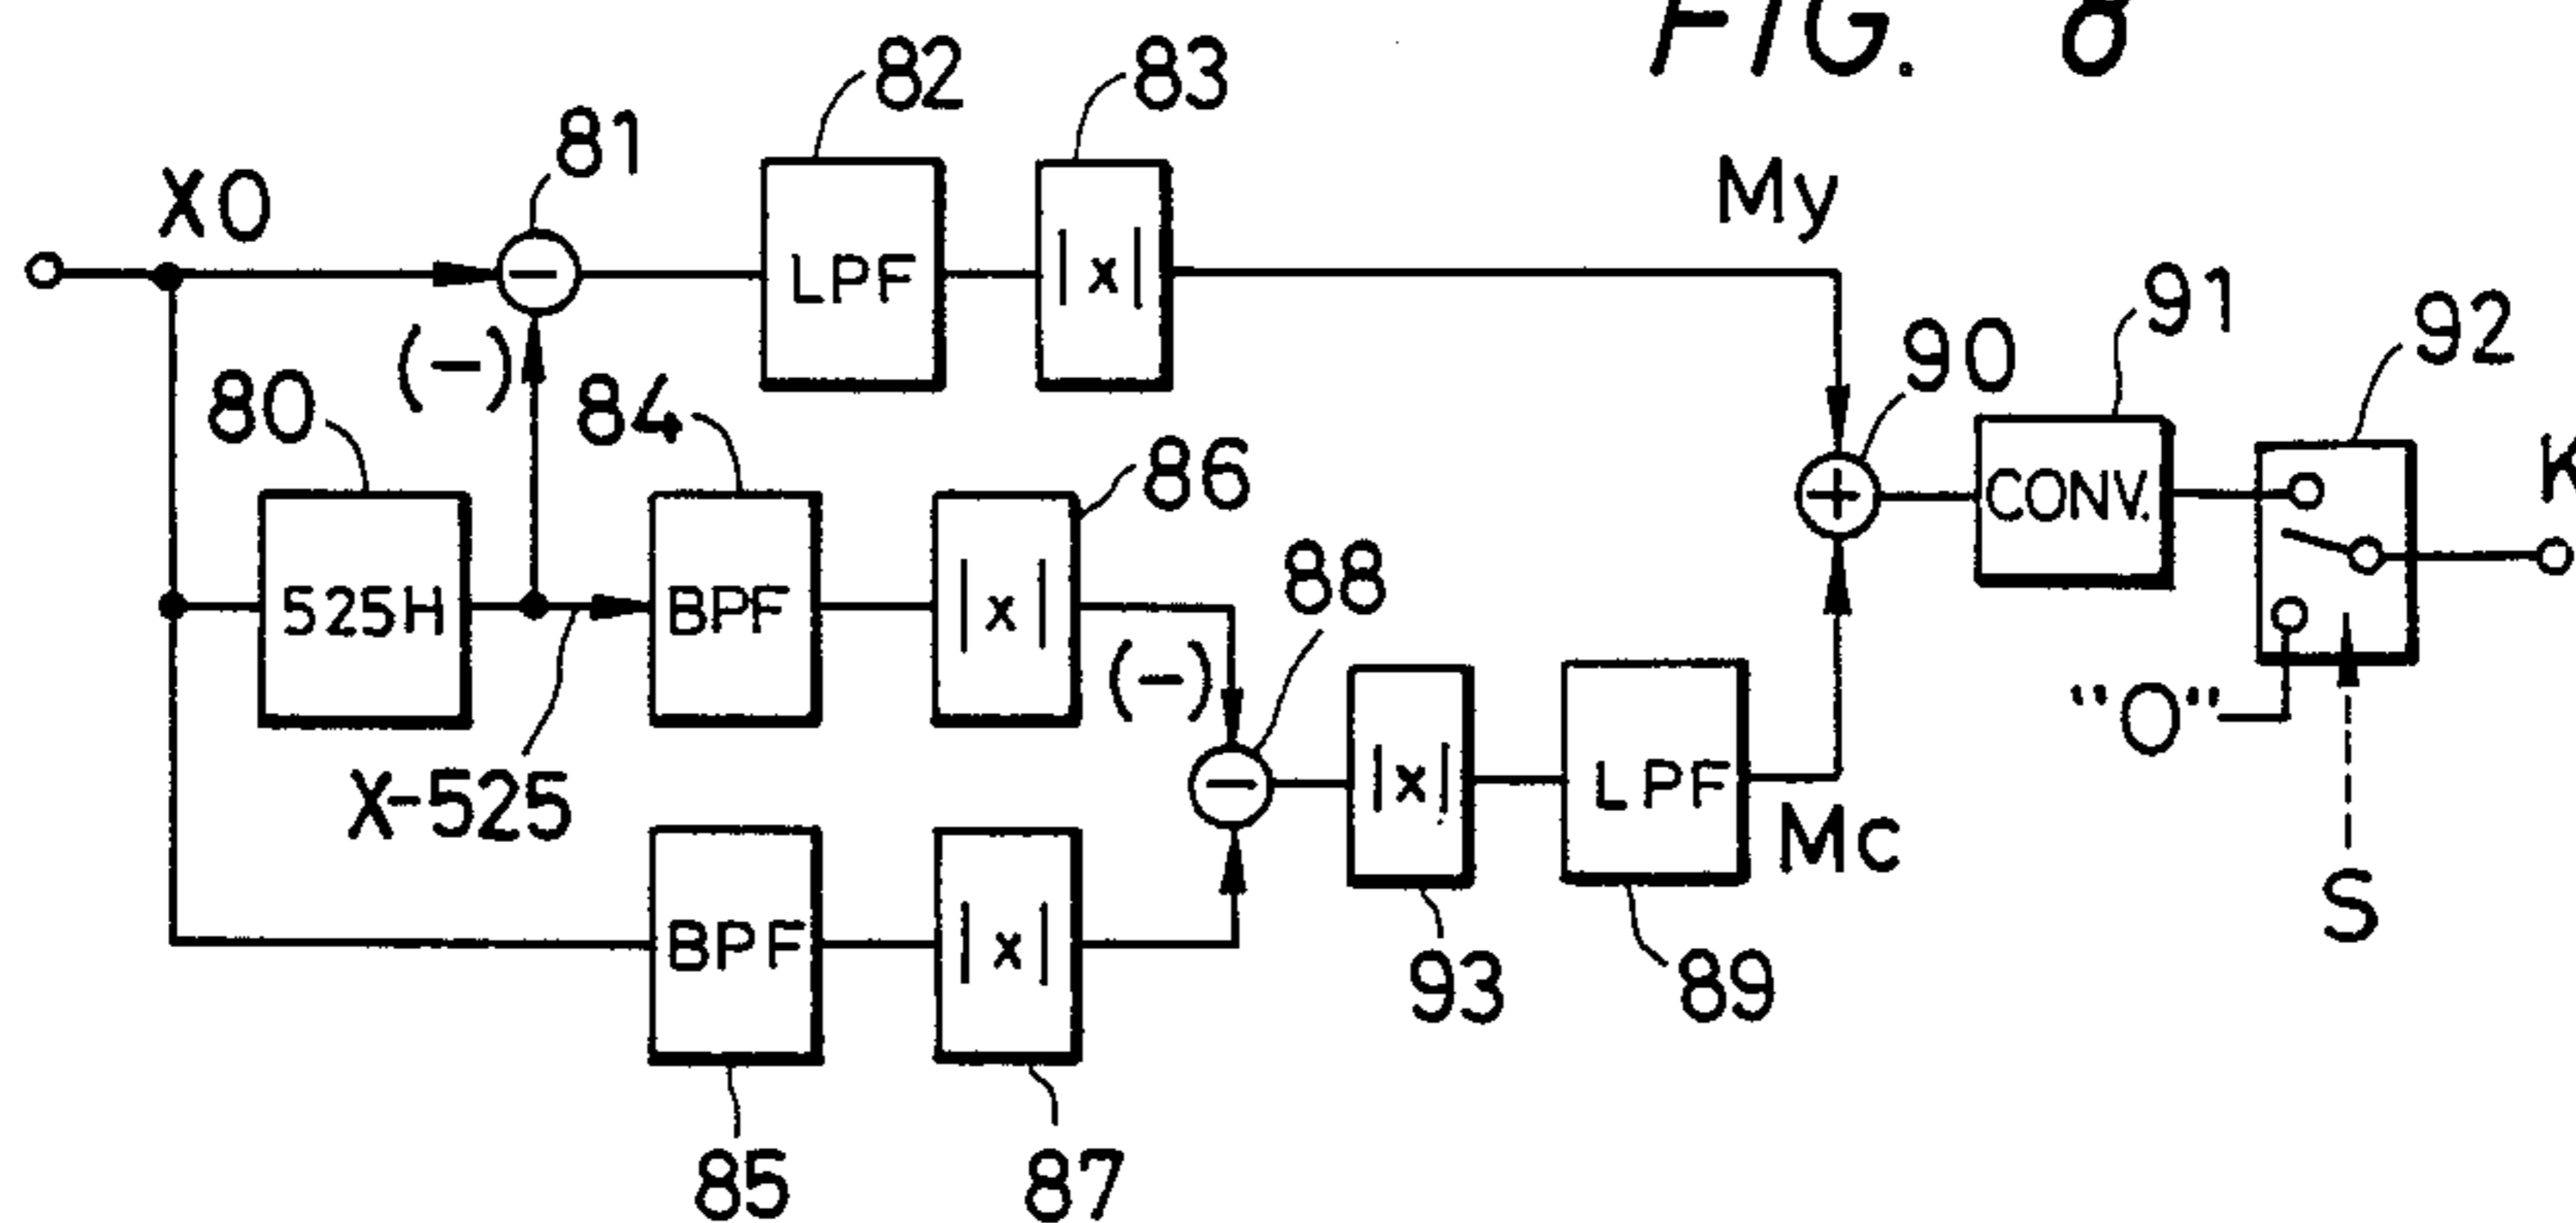 FIG. 8
82
83
81
X0
My
LPF
|x|
91
92
90
(-)
80
84
86
K
CONV.
88
525H
BPF
|x|
(-)
"0"
X-525
|x|
LPF
Mc
S
BPF
|x|
93
89
85
87